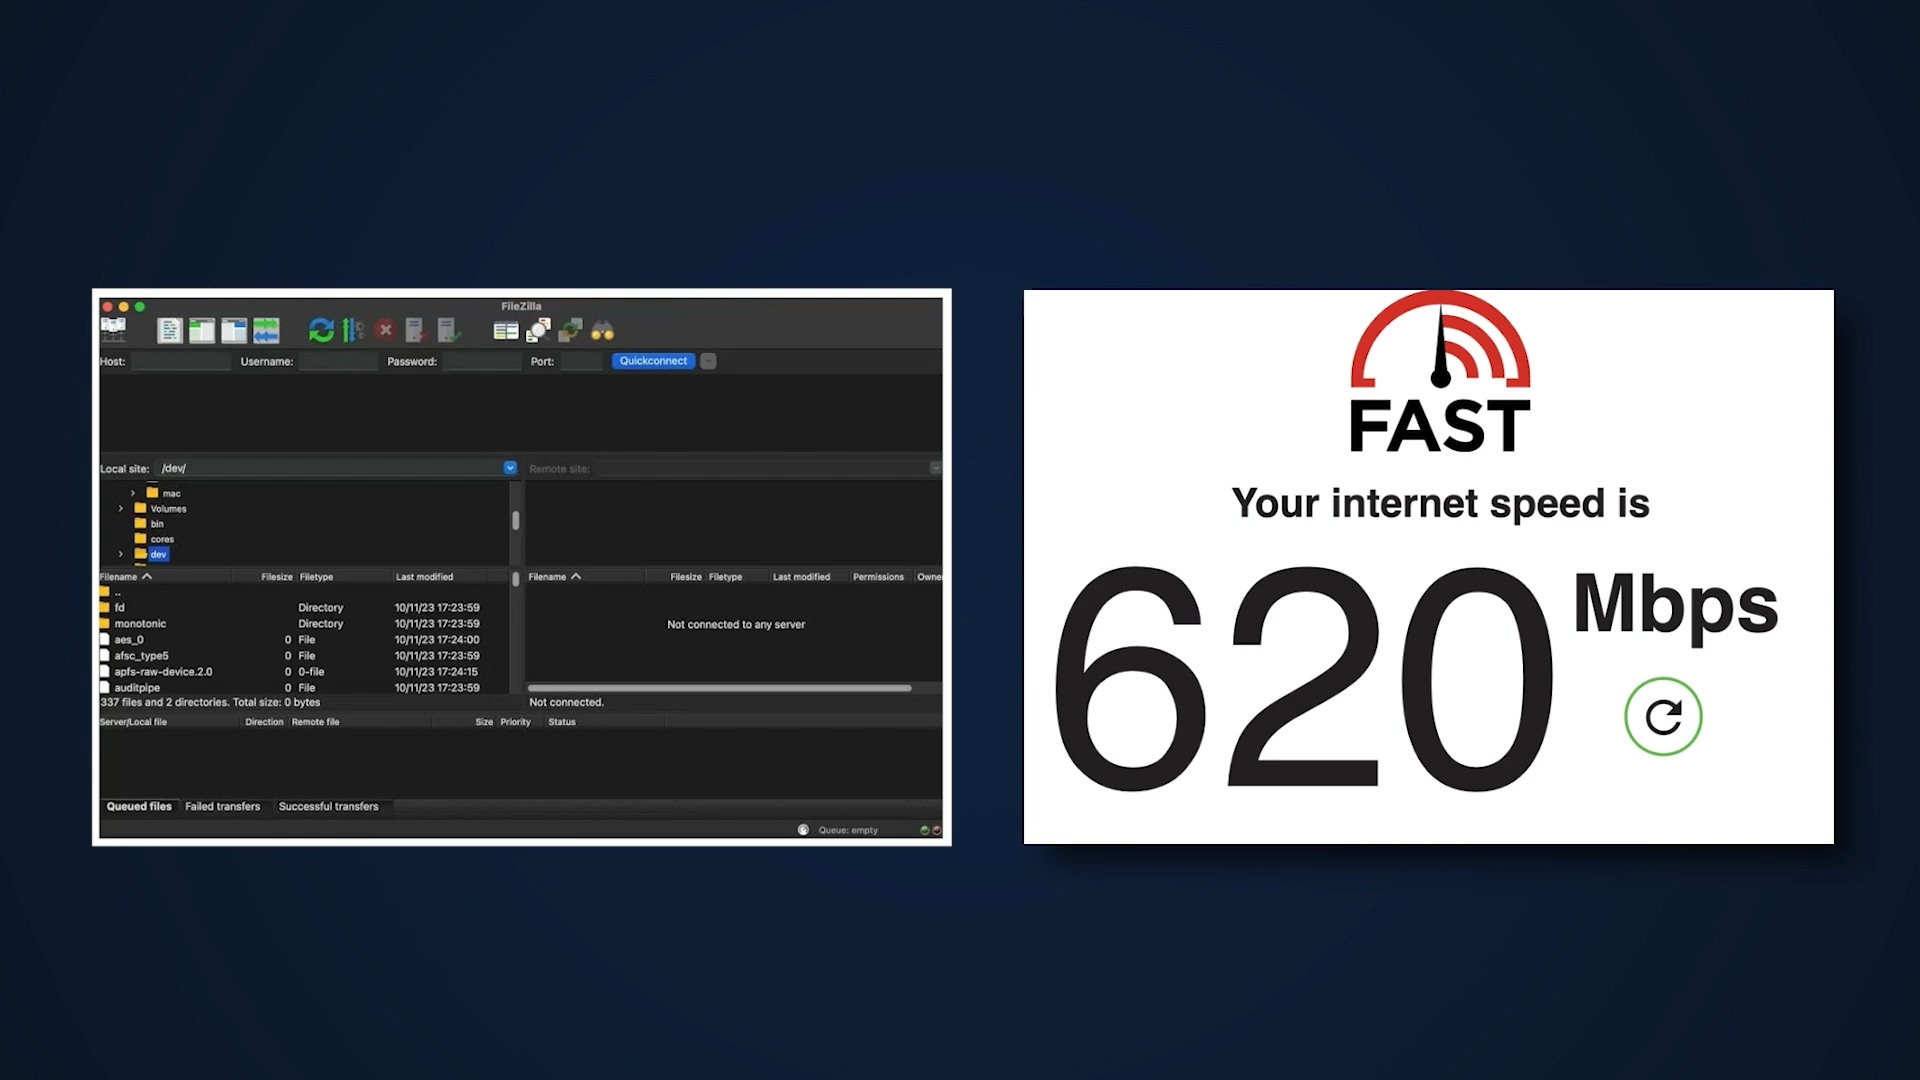 FileZilla
Host: Username: Password: Port: Quickconnect
Local site: /dev/
mac
Volumes
bin
cores
dev
Filename Filesize Filetype Last modified
..
fd Directory 10/11/23 17:23:59
monotonic Directory 10/11/23 17:23:59
aes_0 0 File 10/11/23 17:24:00
afsc_type5 0 File 10/11/23 17:23:59
apfs-raw-device.2.0 0 0-file 10/11/23 17:24:15
auditpipe 0 File 10/11/23 17:23:59
337 files and 2 directories. Total size: 0 bytes
Remote site:
Filename Filesize Filetype Last modified Permissions Owne
Not connected to any server
Not connected.
Server/Local file Direction Remote file Size Priority Status
Queued files Failed transfers Successful transfers
Queue: empty
FAST
Your internet speed is
620 Mbps